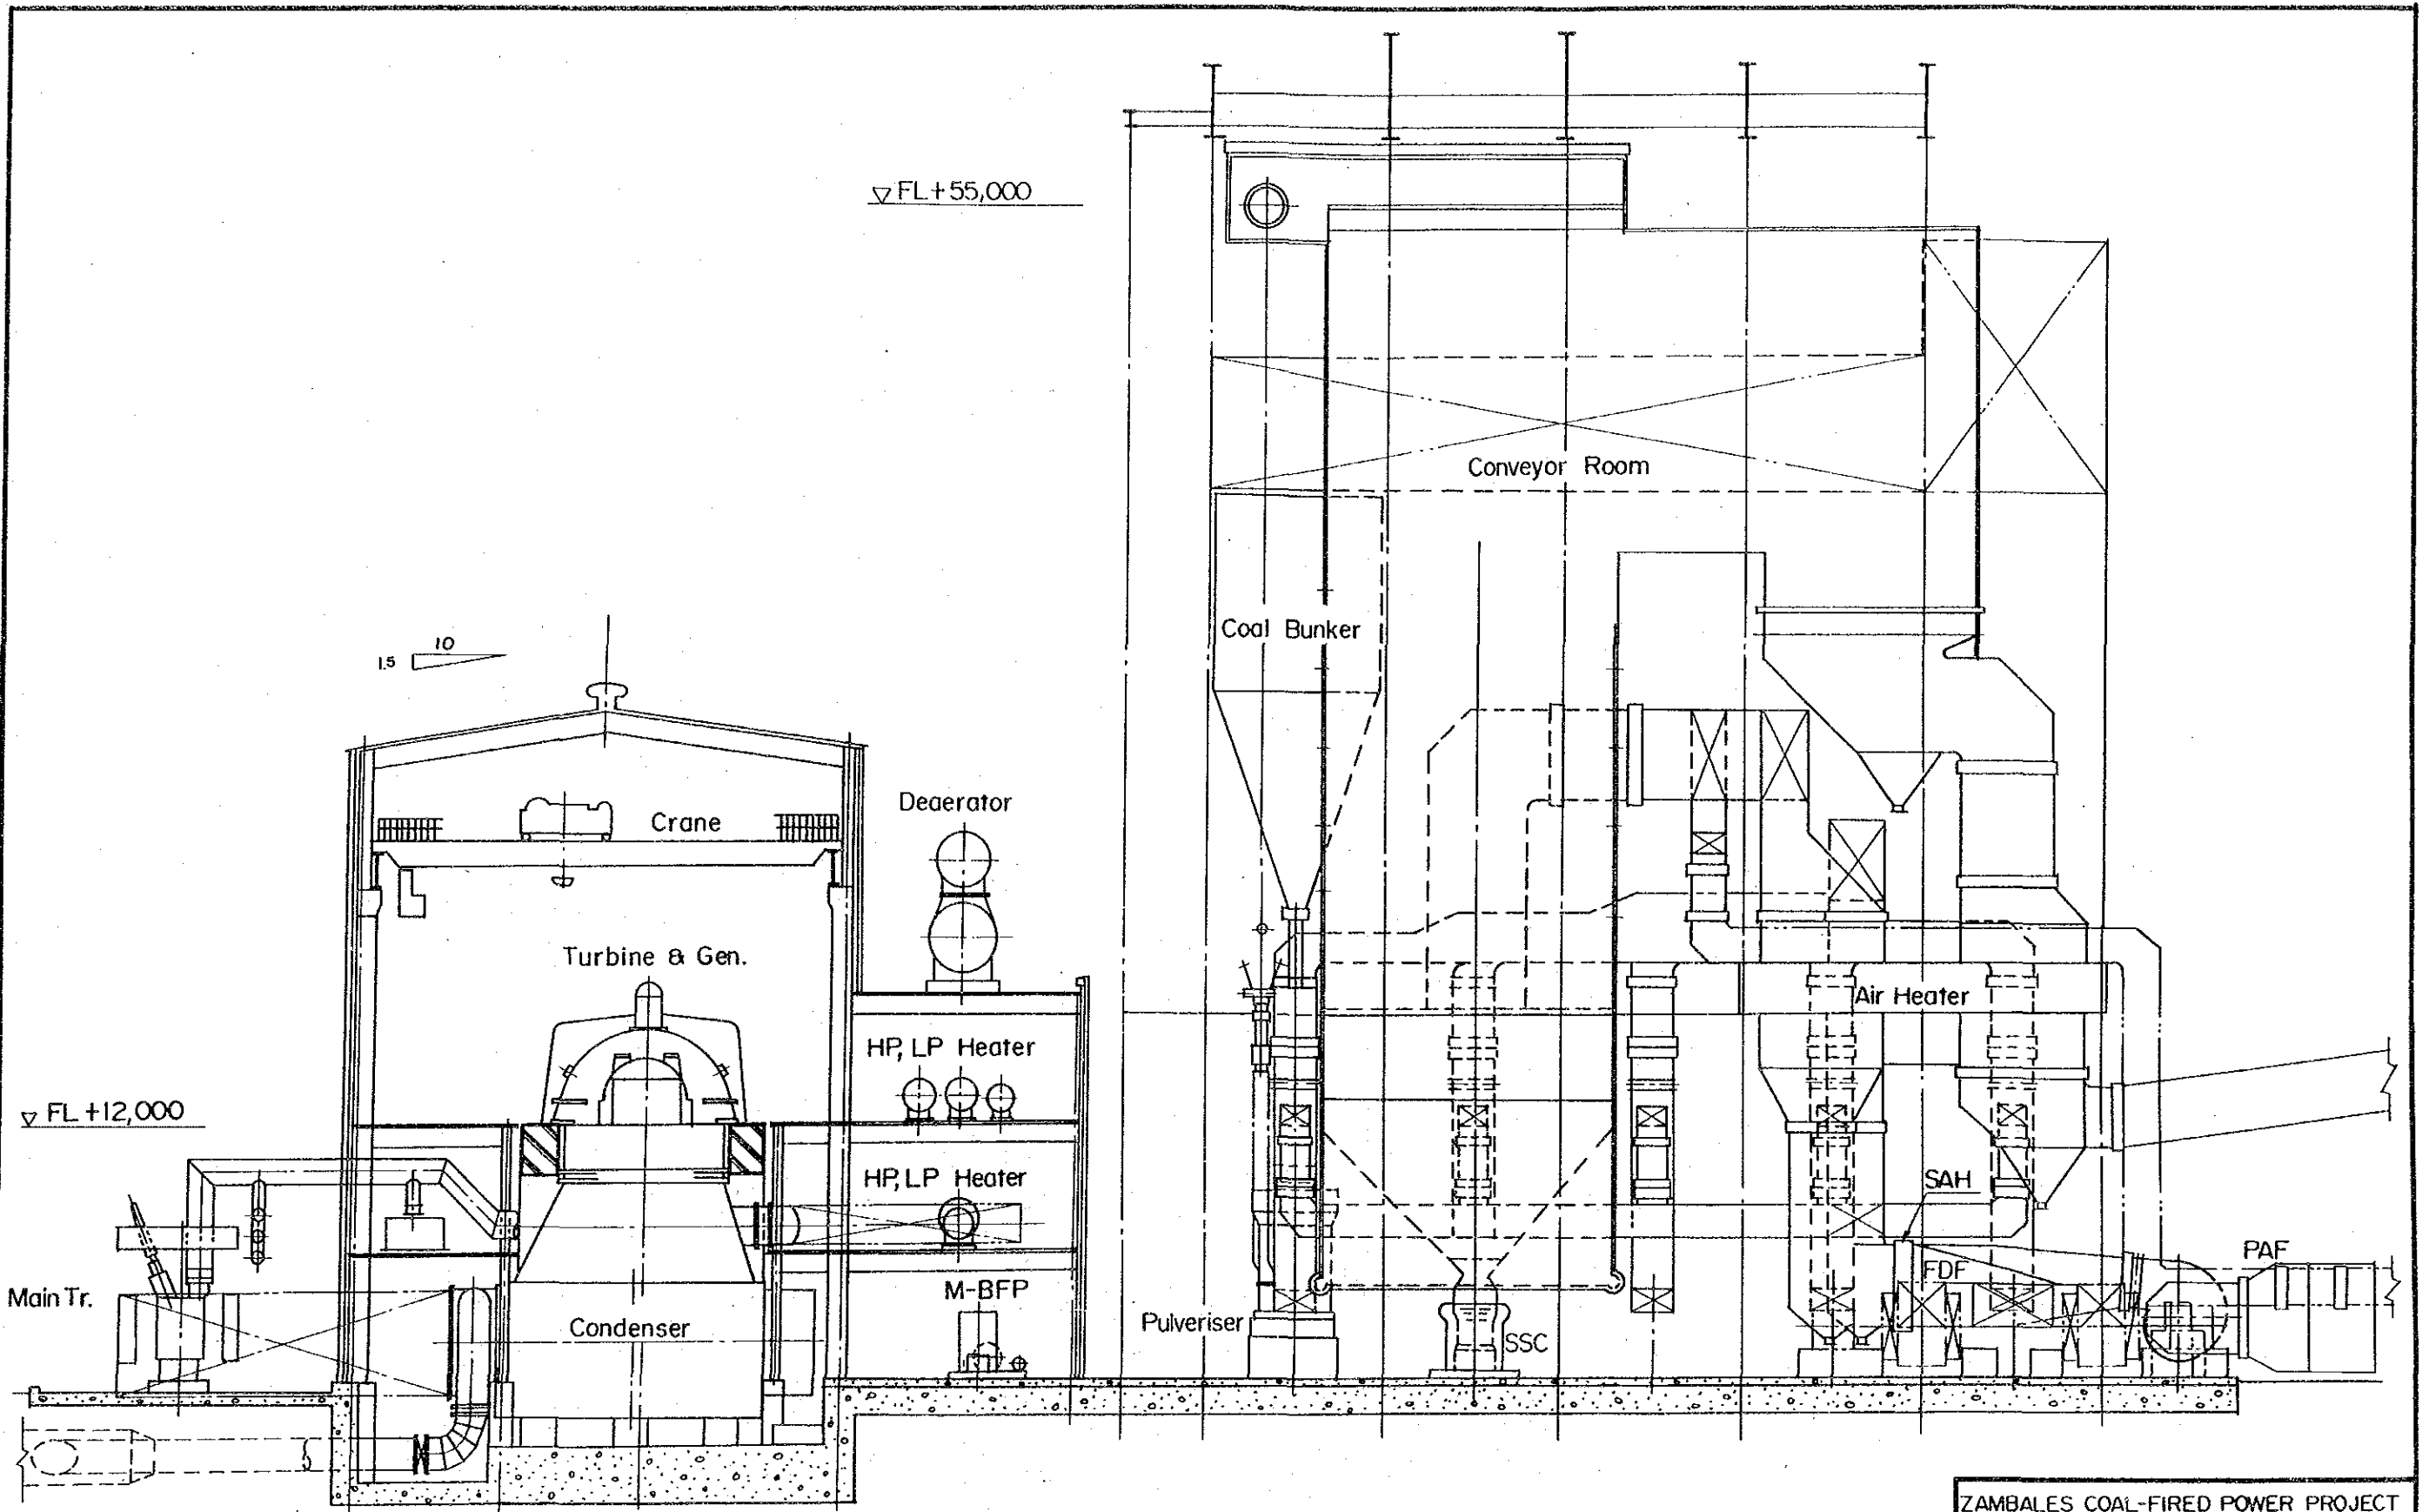 ▽ FL+55,000
Conveyor Room
Coal Bunker
10
1.5
Deaerator
Crane
Turbine & Gen.
Air Heater
HP, LP Heater
▽ FL +12,000
HP, LP Heater
SAH
PAF
FDF
M-BFP
Main Tr.
Pulveriser
Condenser
SSC
ZAMBALES COAL-FIRED POWER PROJECT